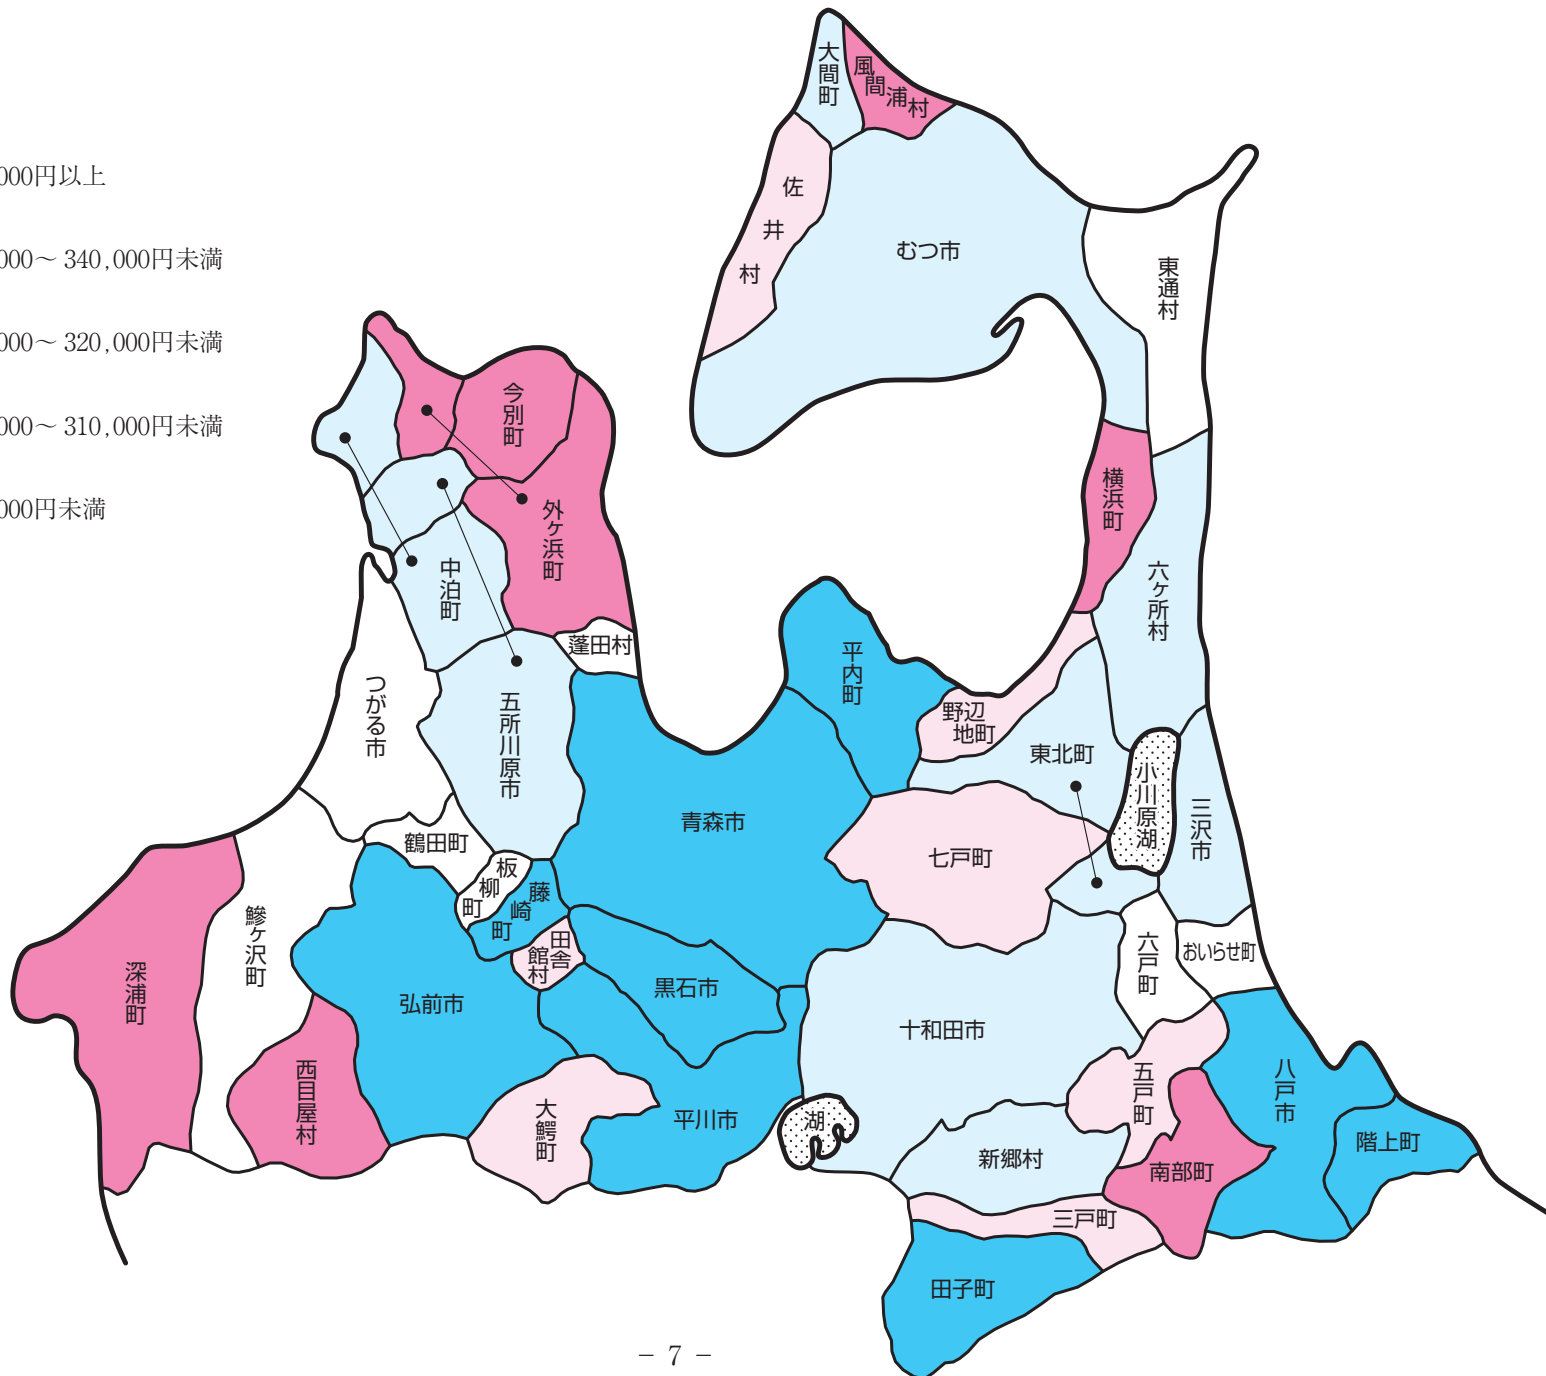 000円以上
000～340,000円未満
000～320,000円未満
000～310,000円未満
000円未満
大間町
風間浦村
佐井村
むつ市
東通村
今別町
外ヶ浜町
横浜町
中泊町
六ヶ所村
蓬田村
平内町
つがる市
五所川原市
野辺地町
東北町
小川原湖
三沢市
青森市
鶴田町
板柳町
七戸町
藤崎町
鰺ヶ沢町
田舎館村
六戸町
おいらせ町
深浦町
弘前市
黒石市
十和田市
西目屋村
大鰐町
平川市
湖
五戸町
八戸市
新郷村
南部町
階上町
三戸町
田子町
－ 7 －